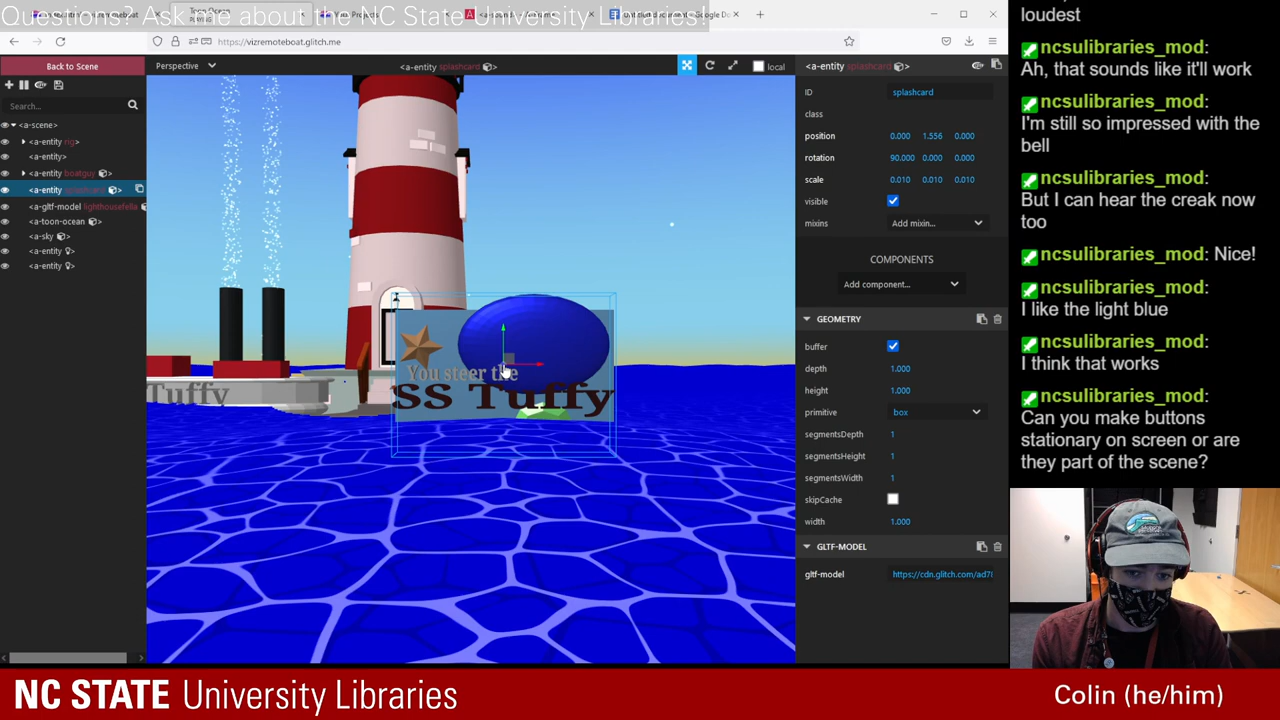 Questions? Ask me about the NC State University Libraries!
https://vizremoteboat.glitch.me
Back to Scene
Perspective
<a-entity splashcard>
local
<a-entity splashcard>
Search...
<a-scene>
<a-entity rig>
<a-entity>
<a-entity boatguy>
<a-entity splashcard>
<a-gltf-model lighthousefella
<a-toon-ocean>
<a-sky>
<a-entity>
<a-entity>
ID splashcard
class
position 0.000 1.556 0.000
rotation 90.000 0.000 0.000
scale 0.010 0.010 0.010
visible
mixins Add mixin...
COMPONENTS
Add component...
GEOMETRY
buffer
depth 1.000
height 1.000
primitive box
segmentsDepth 1
segmentsHeight 1
segmentsWidth 1
skipCache
width 1.000
GLTF-MODEL
gltf-model https://cdn.glitch.com/ad7
Tuffy
You steer the
SS Tuffy
loudest
ncsulibraries_mod:
Ah, that sounds like it'll work
ncsulibraries_mod:
I'm still so impressed with the
bell
ncsulibraries_mod:
But I can hear the creak now
too
ncsulibraries_mod: Nice!
ncsulibraries_mod:
I like the light blue
ncsulibraries_mod:
I think that works
ncsulibraries_mod:
Can you make buttons
stationary on screen or are
they part of the scene?
NC STATE University Libraries
Colin (he/him)